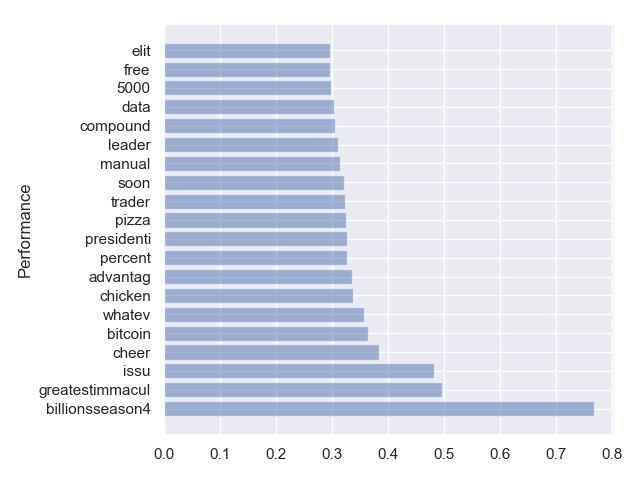 elit
free
5000
data
compound
leader
manual
soon
trader
pizza
presidenti
percent
advantag
chicken
whatev
bitcoin
cheer
issu
greatestimmacul
billionsseason4
Performance
0.0 0.1 0.2 0.3 0.4 0.5 0.6 0.7 0.8